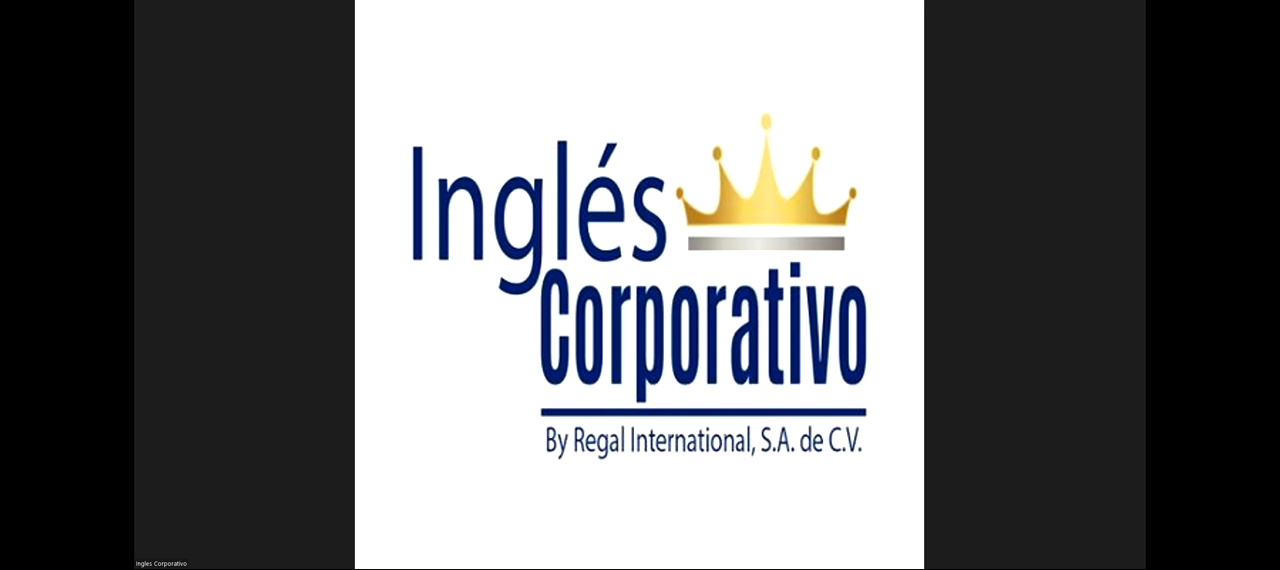 Inglés
Corporativo
By Regal International, S.A. de C.V.
Ingles Corporativo